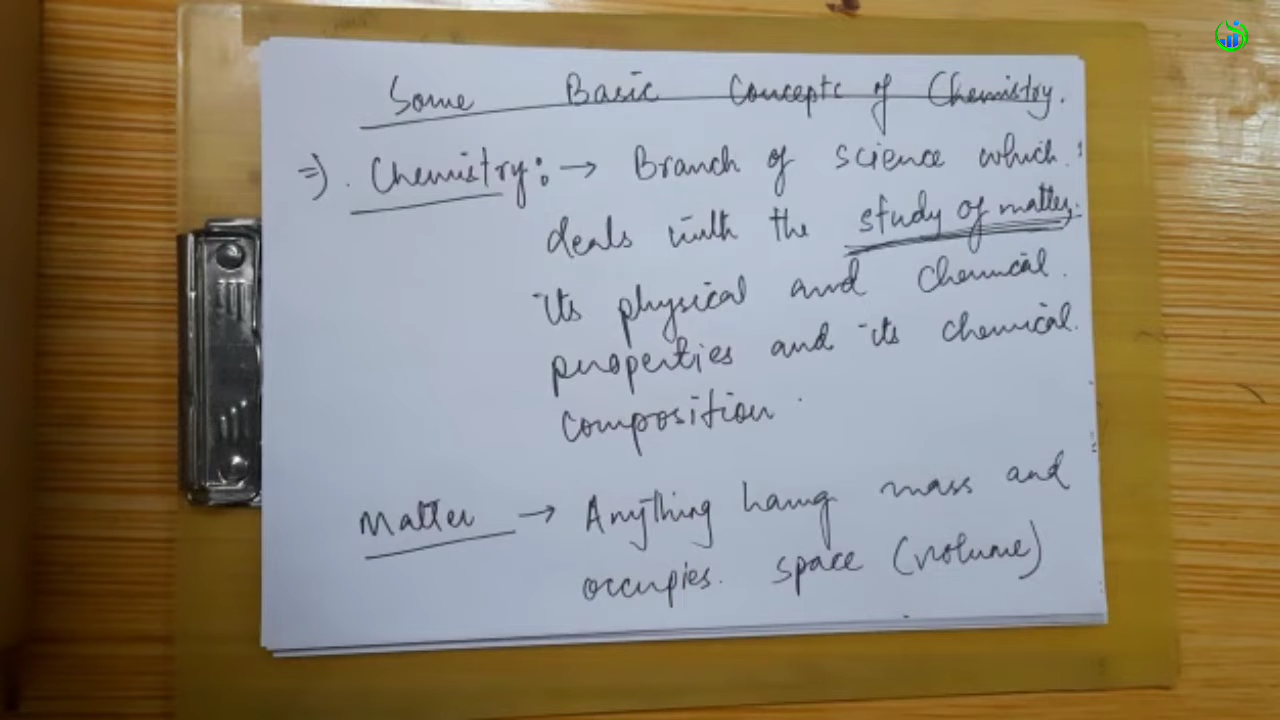 Some Basic Concepts of Chemistry.
⇒). Chemistry: → Branch of science which
deals with the study of matter,
its physical and chemical.
properties and its chemical.
composition.
Matter → Anything having mass and
occupies. space (volume)